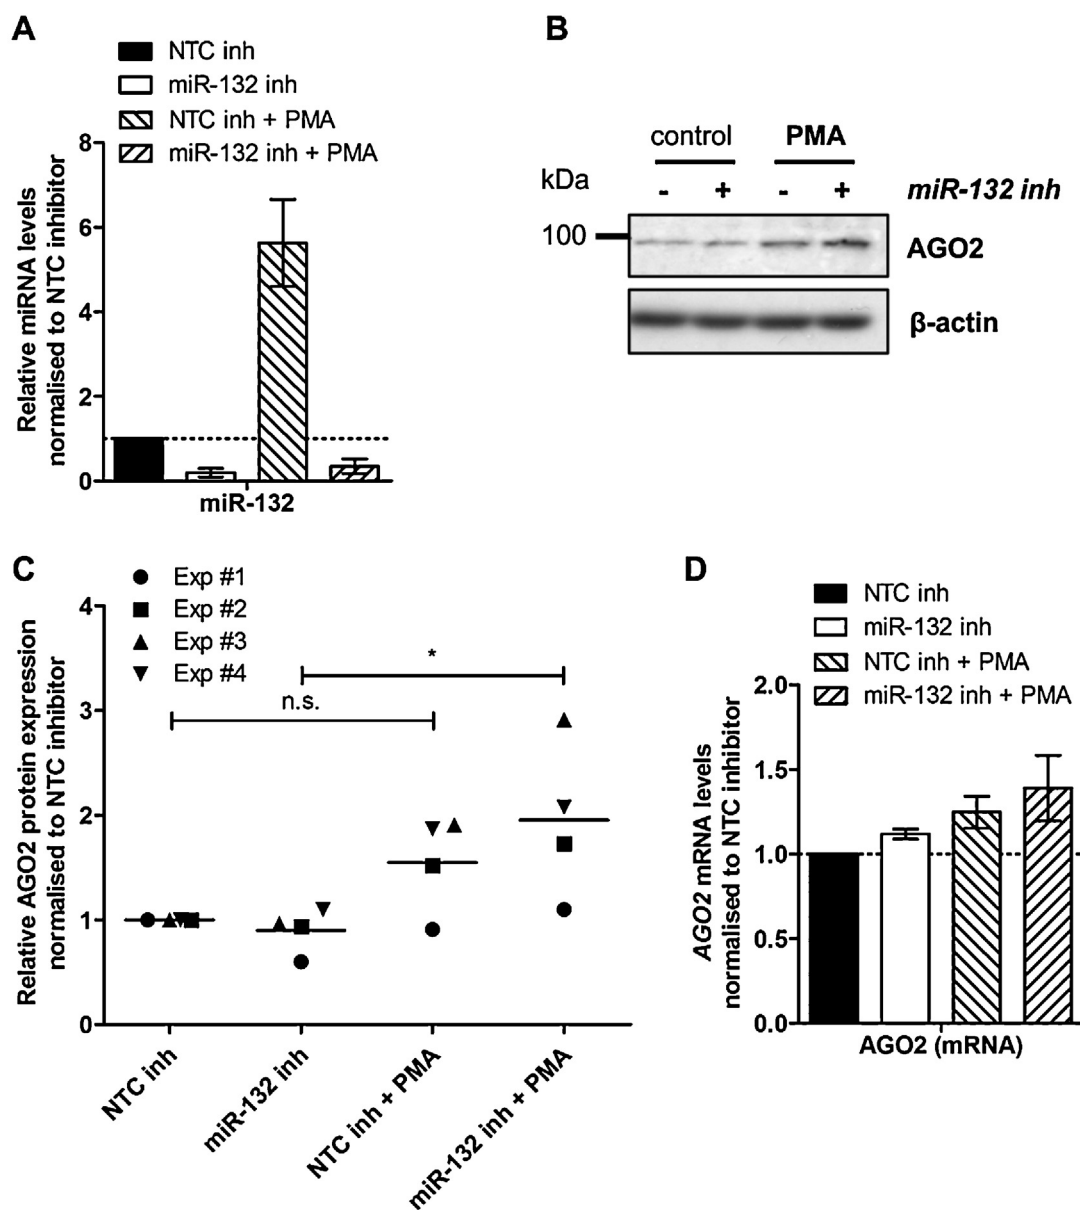 A
NTC inh
miR-132 inh
NTC inh + PMA
miR-132 inh + PMA
Relative miRNA levels
normalised to NTC inhibitor
8
6
4
2
0
miR-132
B
control PMA
kDa
- + - + miR-132 inh
100 AGO2
β-actin
C
Exp #1
Exp #2
Exp #3
Exp #4
Relative AGO2 protein expression
normalised to NTC inhibitor
4
3
2
1
0
*
n.s.
NTC inh
miR-132 inh
NTC inh + PMA
miR-132 inh + PMA
D
NTC inh
miR-132 inh
NTC inh + PMA
miR-132 inh + PMA
AGO2 mRNA levels
normalised to NTC inhibitor
2.0
1.5
1.0
0.5
0.0
AGO2 (mRNA)